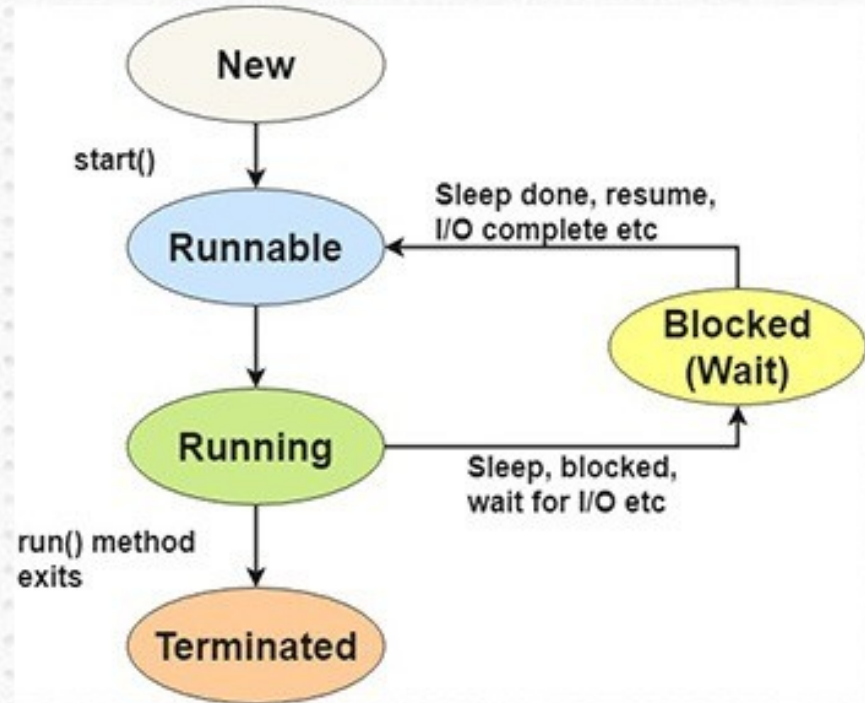 New
start()
Runnable
Sleep done, resume,
I/O complete etc
Blocked
(Wait)
Running
Sleep, blocked,
wait for I/O etc
run() method
exits
Terminated